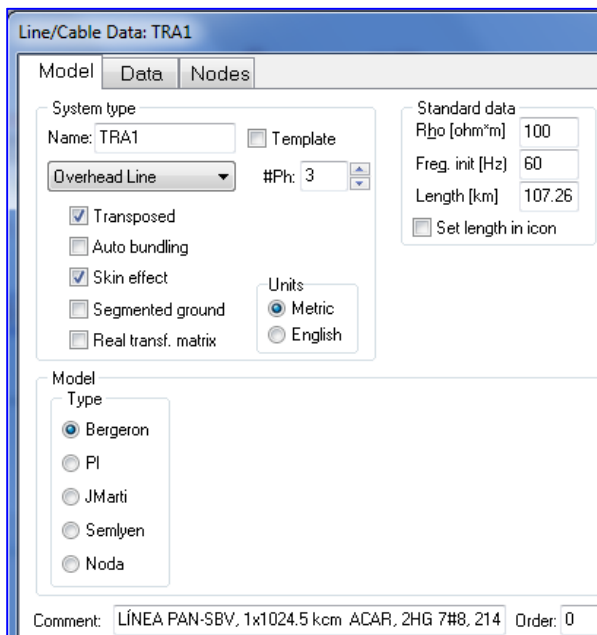 Line/Cable Data: TRA1
Model Data Nodes
System type
Name: TRA1 Template
Overhead Line #Ph: 3
Transposed
Auto bundling
Skin effect
Segmented ground
Real transf. matrix
Units
Metric
English
Standard data
Rho [ohm*m] 100
Freq. init [Hz] 60
Length [km] 107.26
Set length in icon
Model
Type
Bergeron
PI
JMarti
Semlyen
Noda
Comment: LÍNEA PAN-SBV, 1x1024.5 kcm ACAR, 2HG 7#8, 214 Order: 0